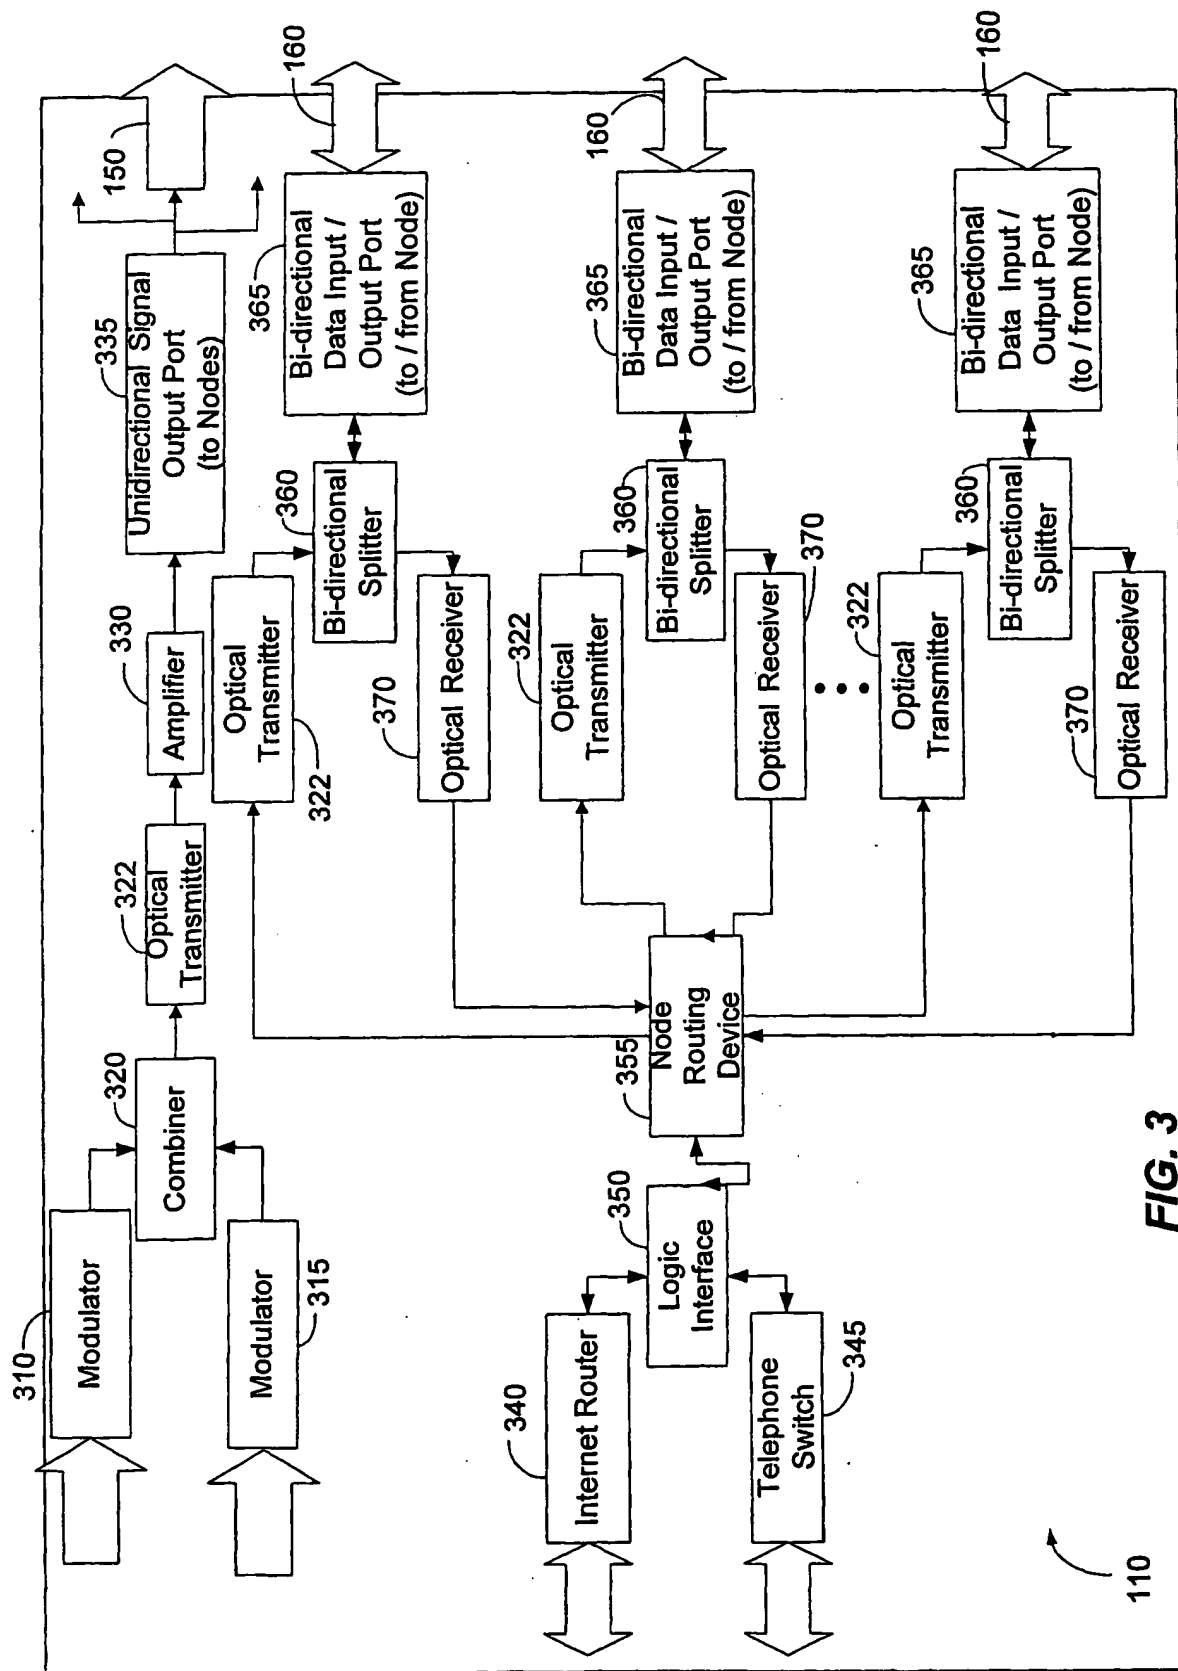 310
Modulator
Modulator
315
320
Combiner
322
Optical
Transmitter
330
Amplifier
335
Unidirectional Signal
Output Port
(to Nodes)
150
340
Internet Router
Telephone
Switch
345
350
Logic
Interface
355
Node
Routing
Device
Optical
Transmitter
322
360
Bi-directional
Splitter
370
Optical Receiver
365
Bi-directional
Data Input /
Output Port
(to / from Node)
160
322
Optical
Transmitter
360
Bi-directional
Splitter
Optical Receiver
370
365
Bi-directional
Data Input /
Output Port
(to / from Node)
160
322
Optical
Transmitter
360
Bi-directional
Splitter
370
Optical Receiver
365
Bi-directional
Data Input /
Output Port
(to / from Node)
160
110
FIG. 3